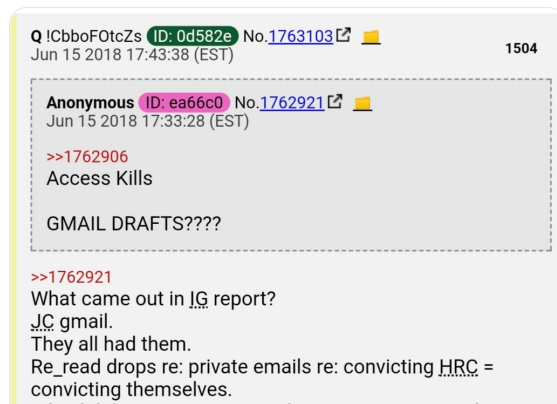 Q !CbboFOtcZs ID: 0d582e No.1763103
Jun 15 2018 17:43:38 (EST)
1504
Anonymous ID: ea66c0 No.1762921
Jun 15 2018 17:33:28 (EST)
>>1762906
Access Kills
GMAIL DRAFTS????
>>1762921
What came out in IG report?
JC gmail.
They all had them.
Re_read drops re: private emails re: convicting HRC =
convicting themselves.